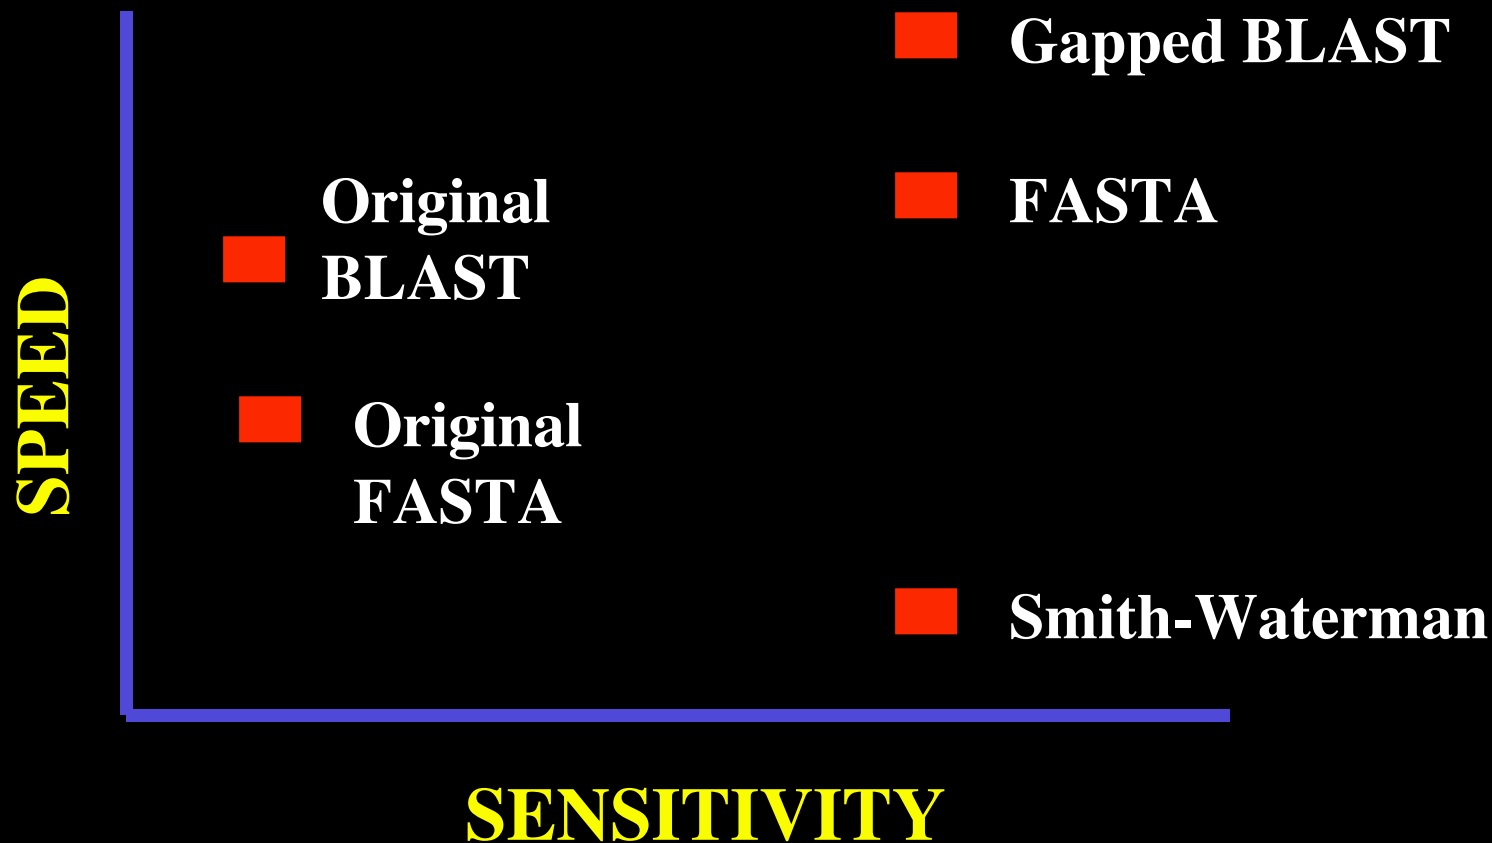 Gapped BLAST
Original
BLAST
FASTA
SPEED
Original
FASTA
Smith-Waterman
SENSITIVITY